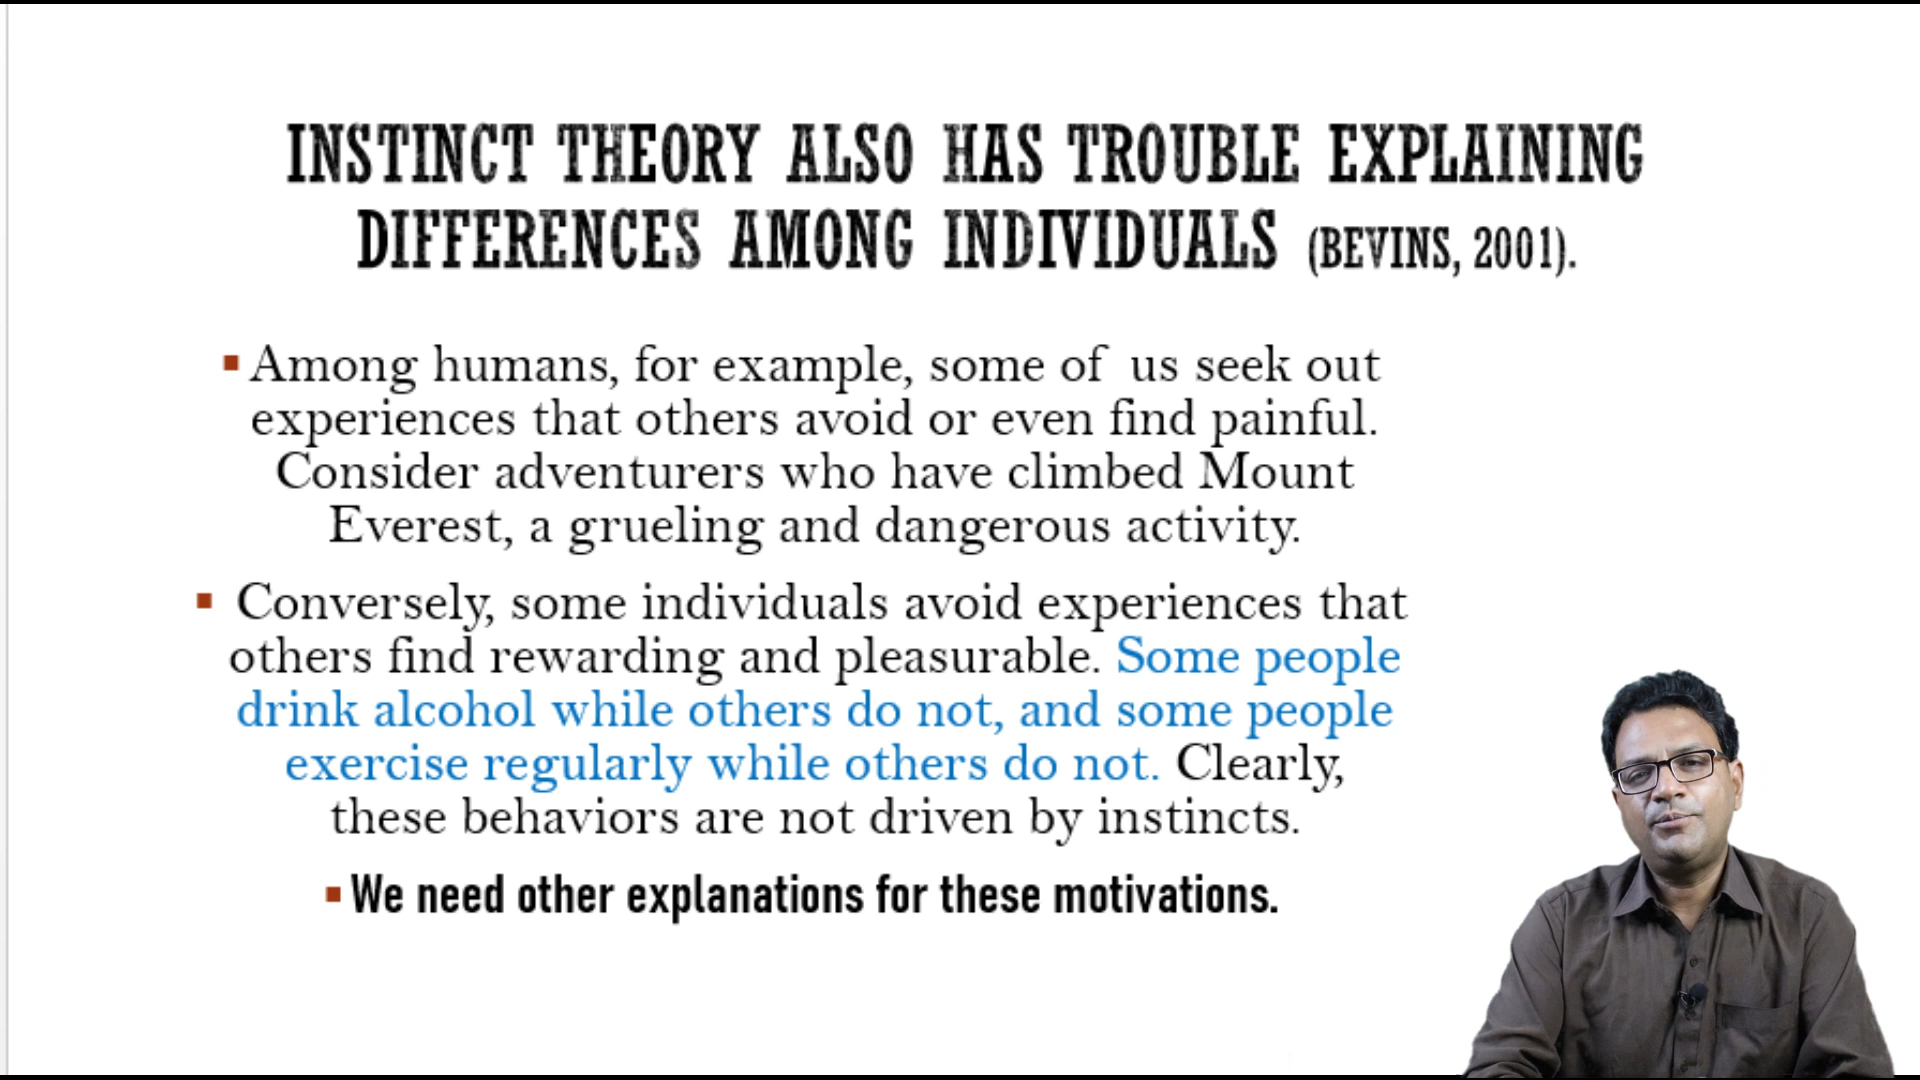 INSTINCT THEORY ALSO HAS TROUBLE EXPLAINING
DIFFERENCES AMONG INDIVIDUALS (BEVINS, 2001).
▪ Among humans, for example, some of us seek out
experiences that others avoid or even find painful.
Consider adventurers who have climbed Mount
Everest, a grueling and dangerous activity.
▪ Conversely, some individuals avoid experiences that
others find rewarding and pleasurable. Some people
drink alcohol while others do not, and some people
exercise regularly while others do not. Clearly,
these behaviors are not driven by instincts.
▪ We need other explanations for these motivations.